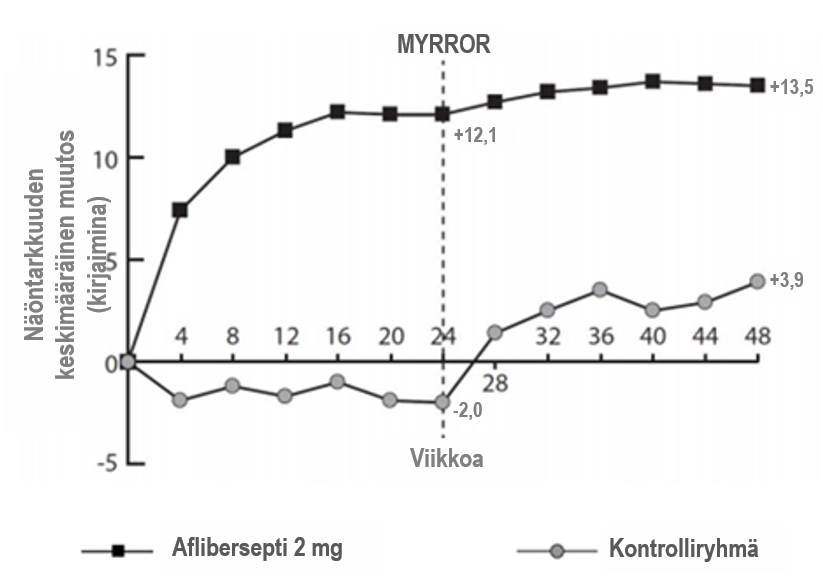 MYRROR
Näöntarkkuuden
keskimääräinen muutos
(kirjaimina)
15
10
5
0
-5
+13,5
+12,1
+3,9
-2,0
4 8 12 16 20 24 32 36 40 44 48
28
Viikkoa
Aflibersepti 2 mg
Kontrolliryhmä